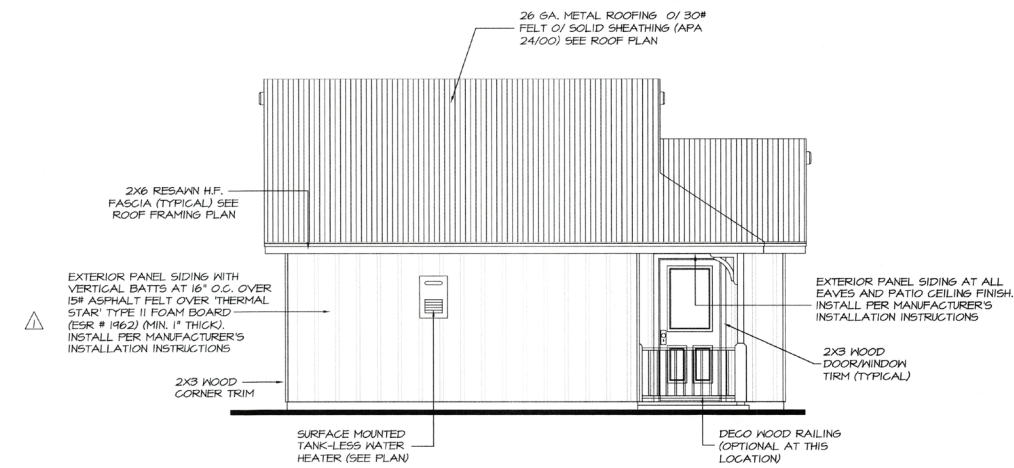 26 GA. METAL ROOFING O/ 30#
FELT O/ SOLID SHEATHING (APA
24/00) SEE ROOF PLAN
2X6 RESAWN H.F.
FASCIA (TYPICAL) SEE
ROOF FRAMING PLAN
EXTERIOR PANEL SIDING WITH
VERTICAL BATTS AT 16" O.C. OVER
15# ASPHALT FELT OVER 'THERMAL
STAR' TYPE II FOAM BOARD
(ESR # 1962) (MIN. 1" THICK).
INSTALL PER MANUFACTURER'S
INSTALLATION INSTRUCTIONS
1
EXTERIOR PANEL SIDING AT ALL
EAVES AND PATIO CEILING FINISH.
INSTALL PER MANUFACTURER'S
INSTALLATION INSTRUCTIONS
2X3 WOOD
DOOR/WINDOW
TIRM (TYPICAL)
2X3 WOOD
CORNER TRIM
SURFACE MOUNTED
TANK-LESS WATER
HEATER (SEE PLAN)
DECO WOOD RAILING
(OPTIONAL AT THIS
LOCATION)